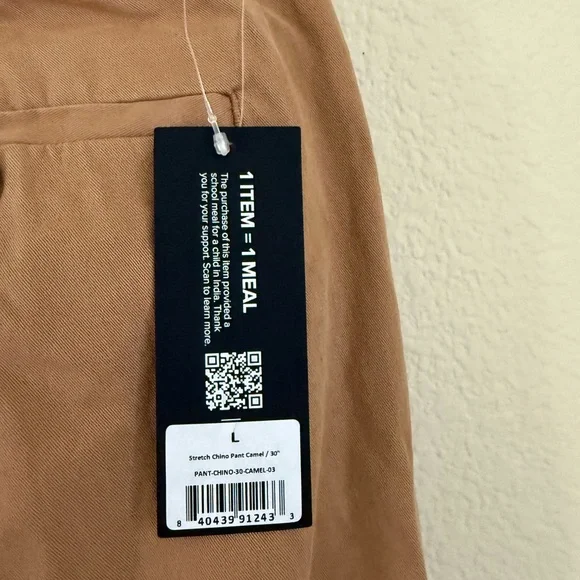 1 ITEM = 1 MEAL
The purchase of this item provided a
school meal for a child in India. Thank
you for your support. Scan to learn more.
L
Stretch Chino Pant Camel / 30"
PANT-CHINO-30-CAMEL-03
8 40439 91243 3